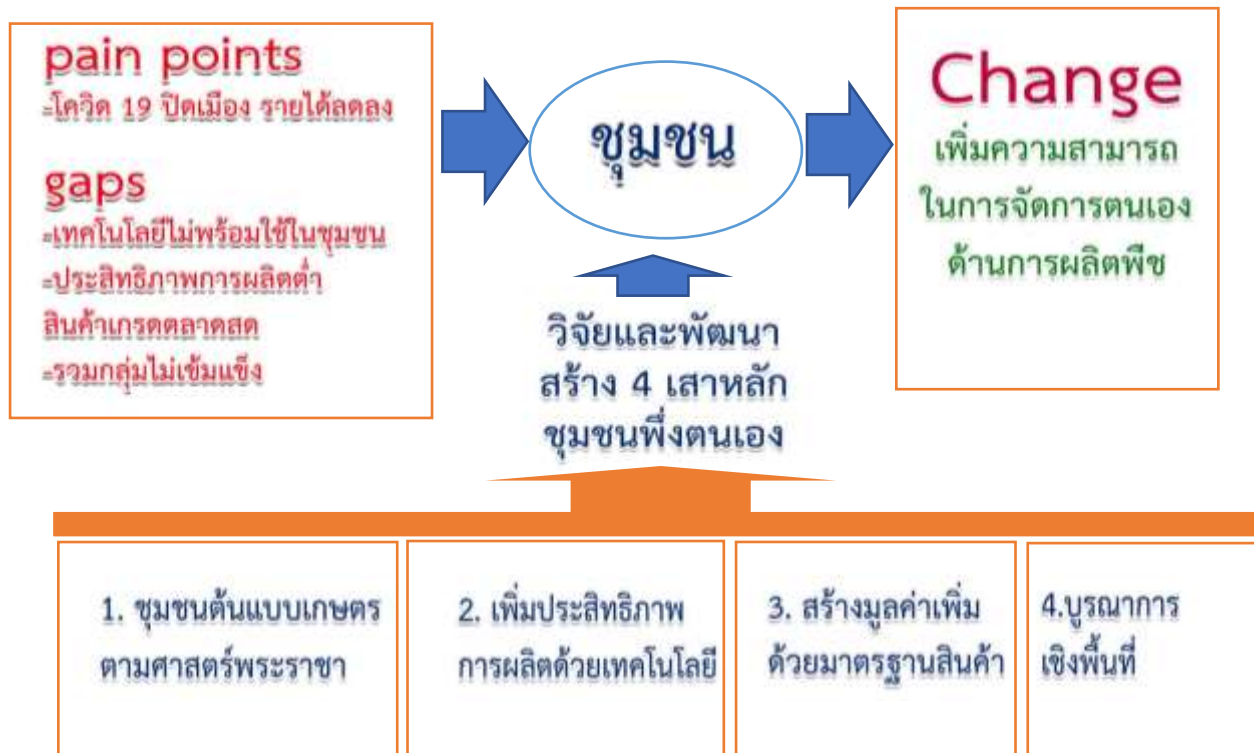 pain points
-โควิด 19 ปิดเมือง รายได้ลดลง
gaps
-เทคโนโลยีไม่พร้อมใช้ในชุมชน
-ประสิทธิภาพการผลิตต่ำ
สินค้าเกรดตลาดสด
-รวมกลุ่มไม่เข้มแข็ง
ชุมชน
Change
เพิ่มความสามารถ
ในการจัดการตนเอง
ด้านการผลิตพืช
วิจัยและพัฒนา
สร้าง 4 เสาหลัก
ชุมชนพึ่งตนเอง
1. ชุมชนต้นแบบเกษตร
ตามศาสตร์พระราชา
2. เพิ่มประสิทธิภาพ
การผลิตด้วยเทคโนโลยี
3. สร้างมูลค่าเพิ่ม
ด้วยมาตรฐานสินค้า
4.บูรณาการ
เชิงพื้นที่